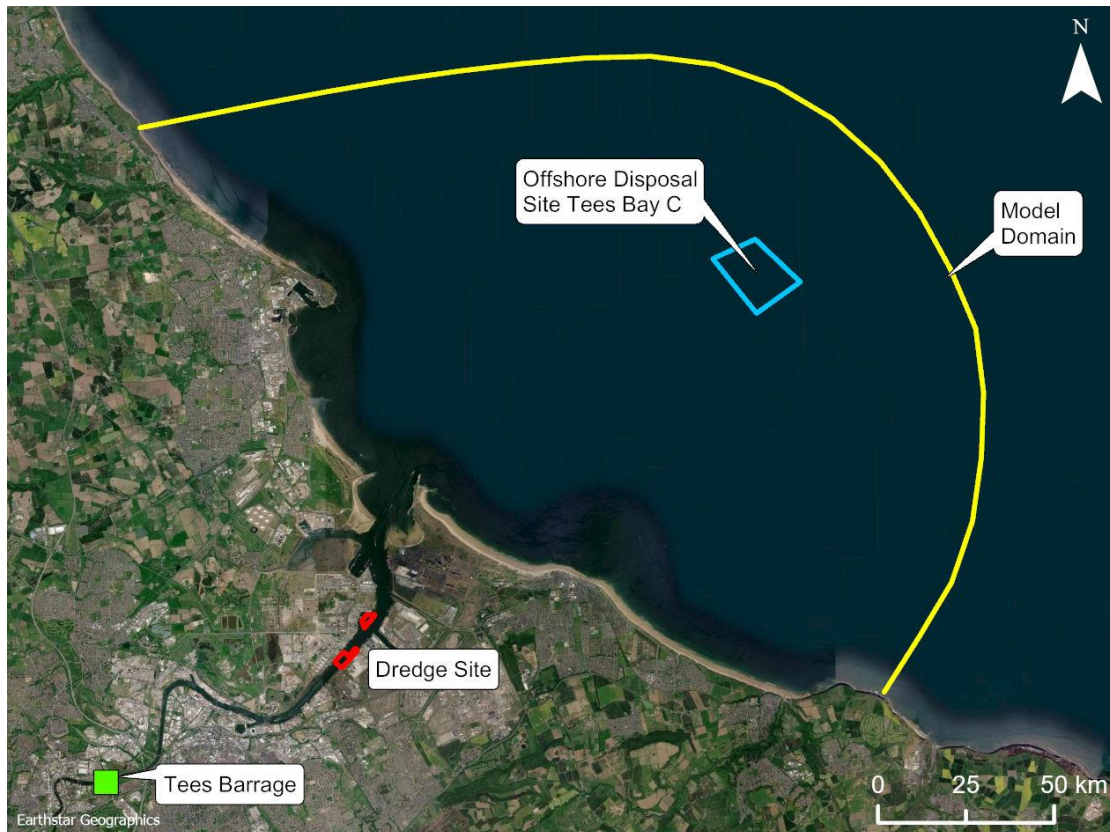 N
Offshore Disposal
Site Tees Bay C
Model
Domain
Dredge Site
Tees Barrage
0 25 50 km
Earthstar Geographics